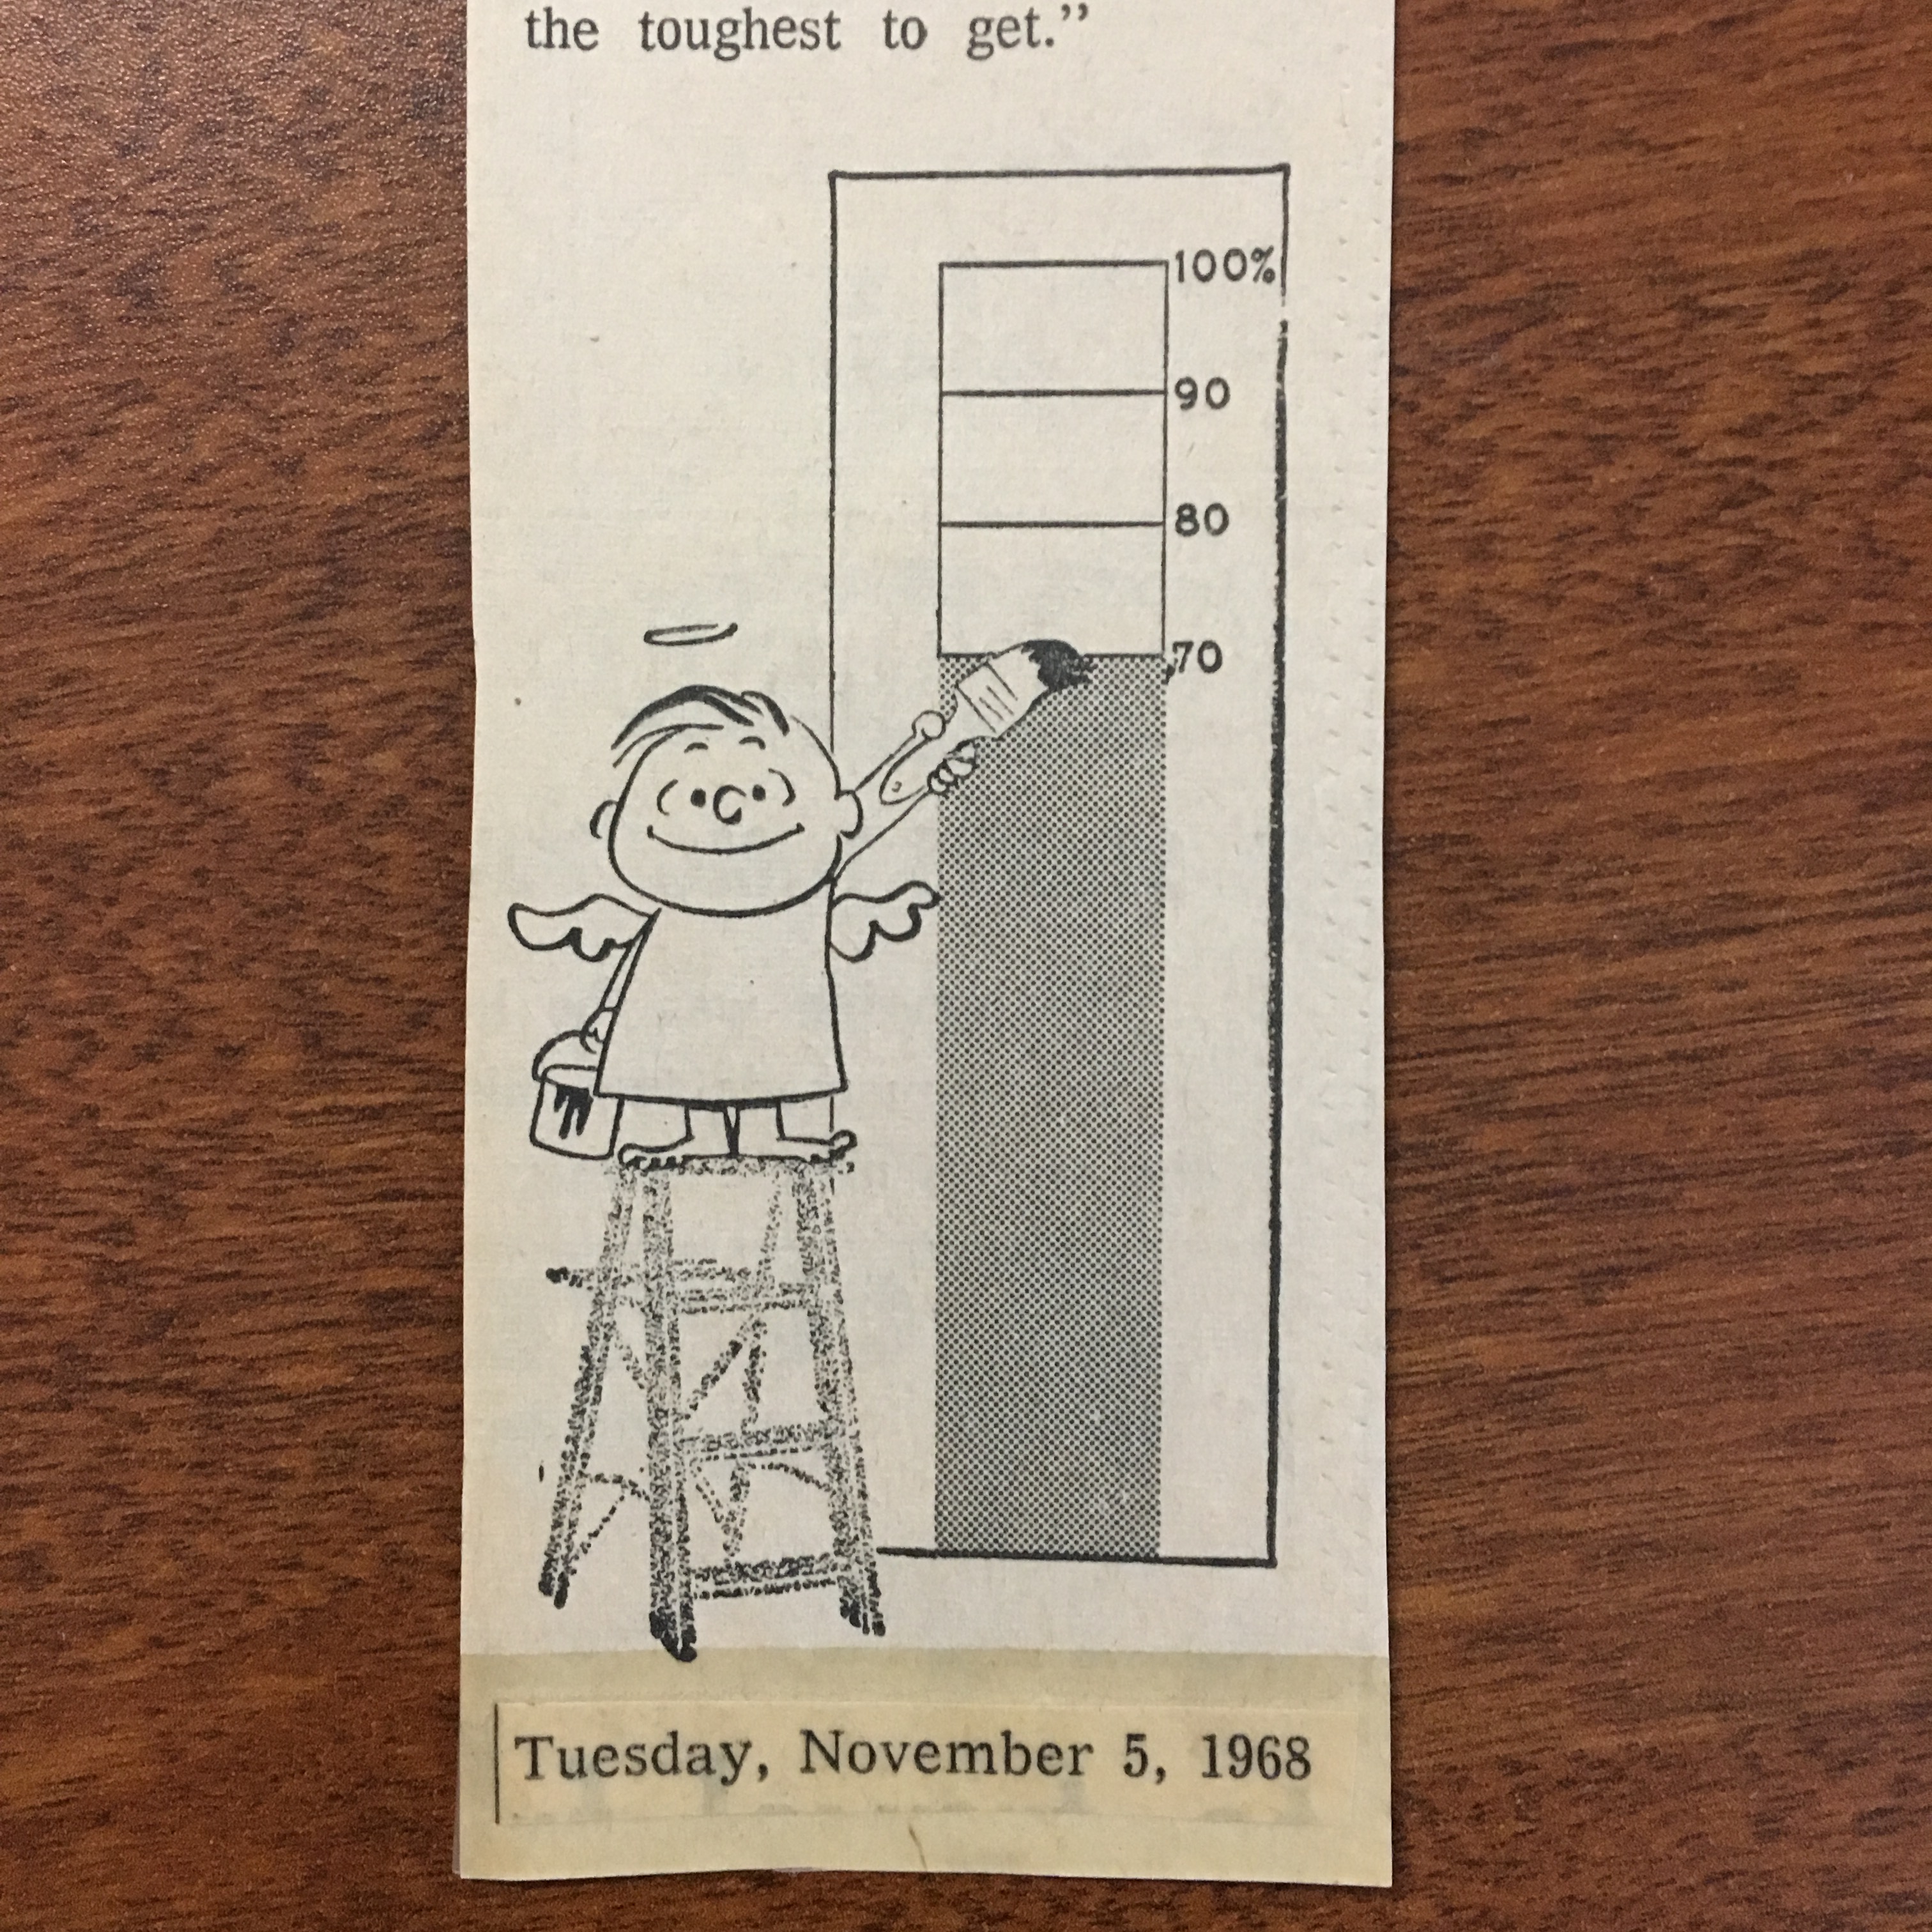 the toughest to get.”
100%
90
80
70
Tuesday, November 5, 1968